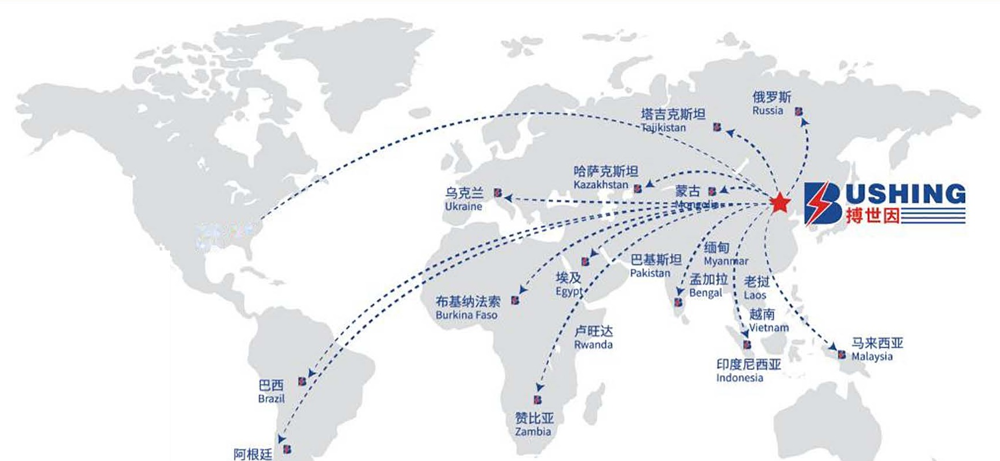 俄罗斯
Russia
塔吉克斯坦
Tajikistan
哈萨克斯坦
Kazakhstan
蒙古
Mongolia
乌克兰
Ukraine
BUSHING
搏世因
缅甸
Myanmar
巴基斯坦
Pakistan
埃及
Egypt
孟加拉
Bengal
老挝
Laos
布基纳法索
Burkina Faso
越南
Vietnam
卢旺达
Rwanda
马来西亚
Malaysia
印度尼西亚
Indonesia
巴西
Brazil
赞比亚
Zambia
阿根廷